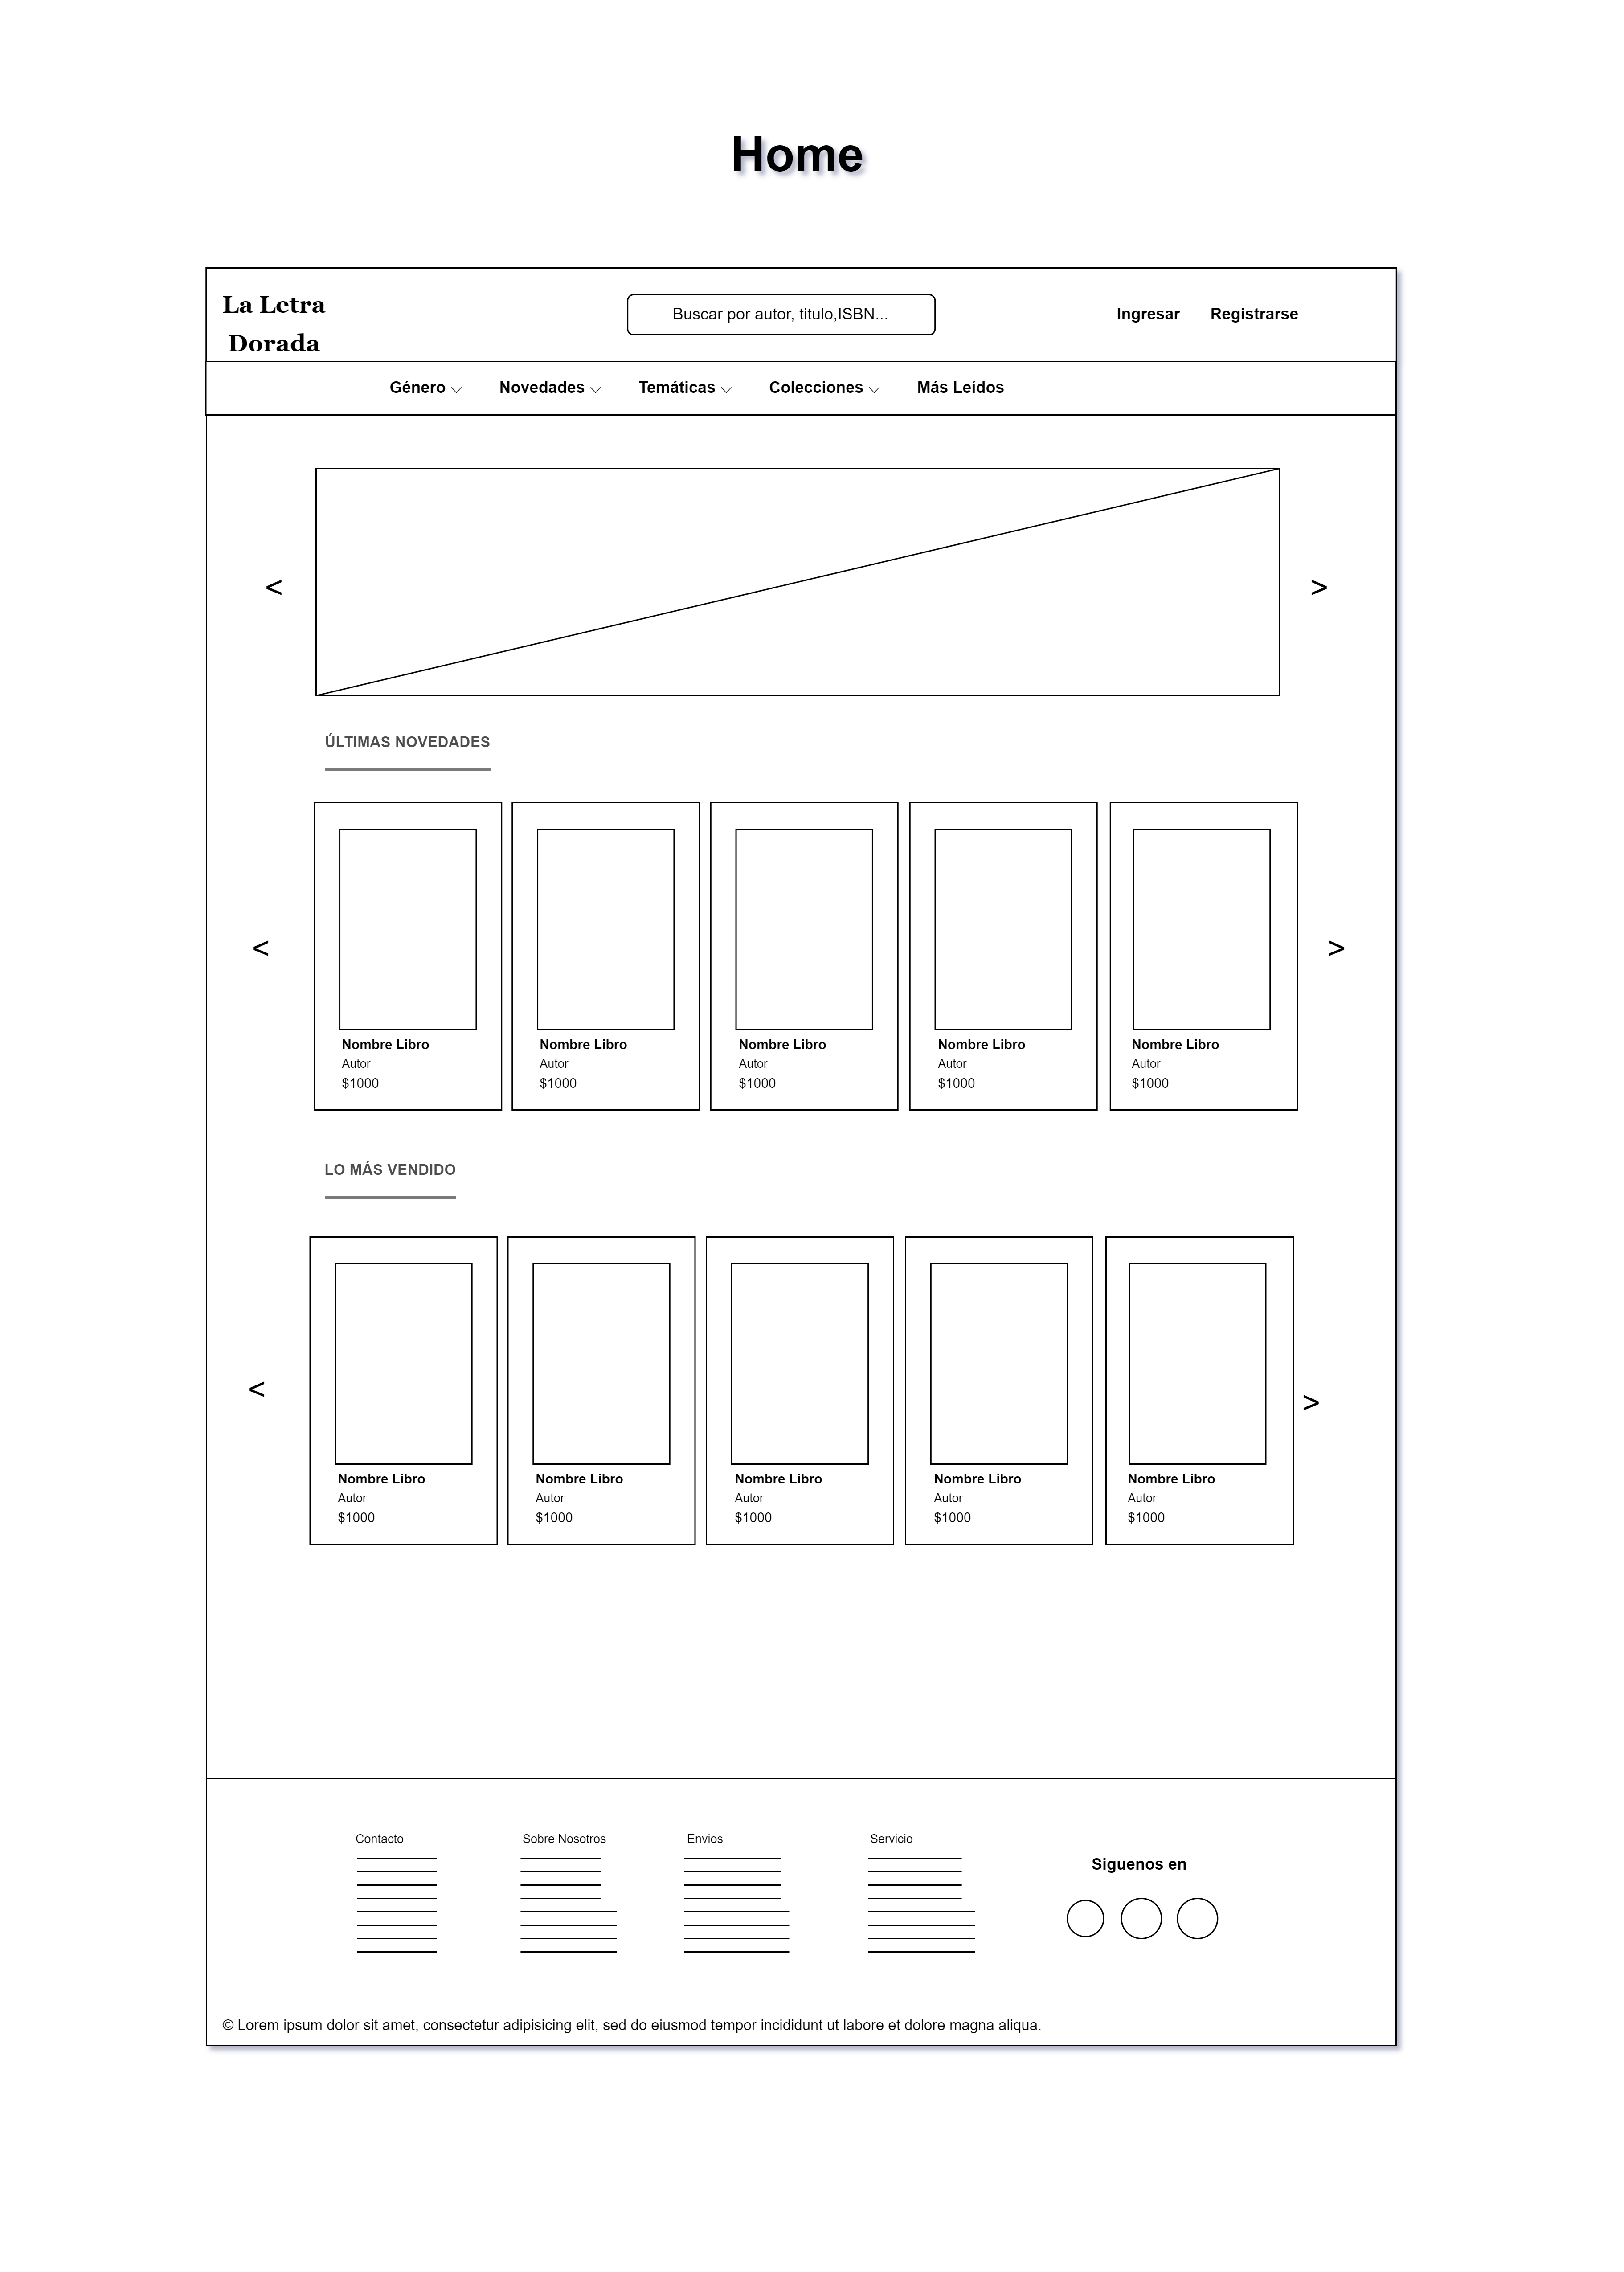 Home
La Letra
Dorada
Buscar por autor, titulo,ISBN...
Ingresar Registrarse
Género Novedades Temáticas Colecciones Más Leídos
< >
ÚLTIMAS NOVEDADES
< >
Nombre Libro Nombre Libro Nombre Libro Nombre Libro Nombre Libro
Autor Autor Autor Autor Autor
$1000 $1000 $1000 $1000 $1000
LO MÁS VENDIDO
< >
Nombre Libro Nombre Libro Nombre Libro Nombre Libro Nombre Libro
Autor Autor Autor Autor Autor
$1000 $1000 $1000 $1000 $1000
Contacto Sobre Nosotros Envios Servicio
Siguenos en
© Lorem ipsum dolor sit amet, consectetur adipisicing elit, sed do eiusmod tempor incididunt ut labore et dolore magna aliqua.